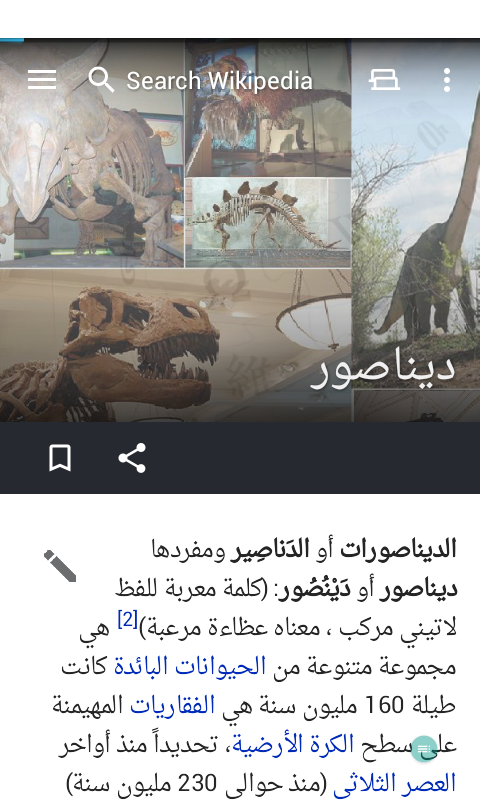 Search Wikipedia
ديناصور
الديناصورات أو الدَناصِير ومفردها
ديناصور أو دَيْنُصُور: (كلمة معربة للفظ
لاتيني مركب ، معناه عظاءة مرعبة)[2] هي
مجموعة متنوعة من الحيوانات البائدة كانت
طيلة 160 مليون سنة هي الفقاريات المهيمنة
على سطح الكرة الأرضية، تحديداً منذ أواخر
العصر الثلاثي (منذ حوالي 230 مليون سنة)